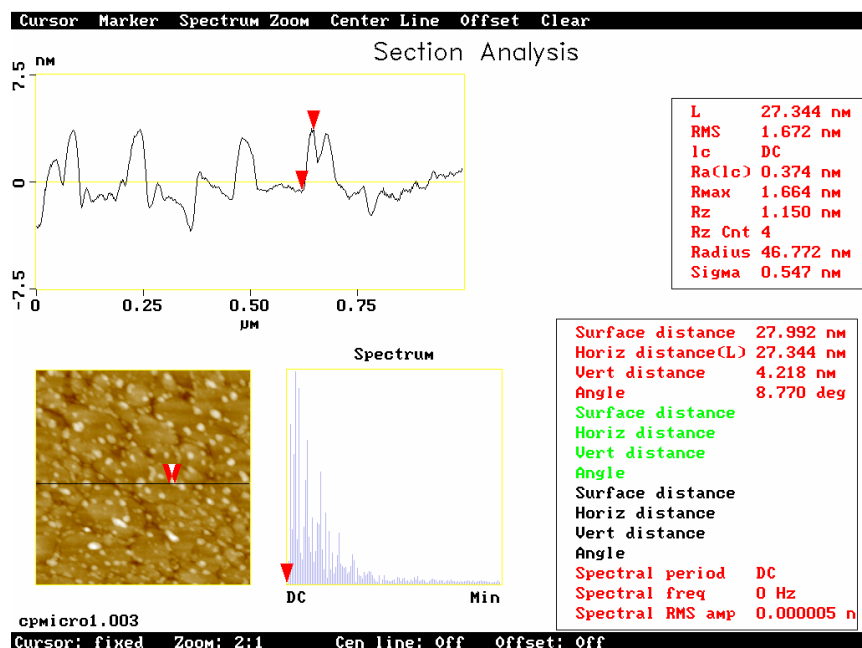 Cursor Marker Spectrum Zoom Center Line Offset Clear
Section Analysis
nM
7.5
0
-7.5
0 0.25 0.50 0.75
µM
L 27.344 nM
RMS 1.672 nM
lc DC
Ra(lc) 0.374 nM
Rmax 1.664 nM
Rz 1.150 nM
Rz Cnt 4
Radius 46.772 nM
Sigma 0.547 nM
Spectrum
DC Min
Surface distance 27.992 nM
Horiz distance(L) 27.344 nM
Vert distance 4.218 nM
Angle 8.770 deg
Surface distance
Horiz distance
Vert distance
Angle
Surface distance
Horiz distance
Vert distance
Angle
Spectral period DC
Spectral freq 0 Hz
Spectral RMS amp 0.000005 n
cpmicro1.003
Cursor: fixed Zoom: 2:1 Cen line: Off Offset: Off